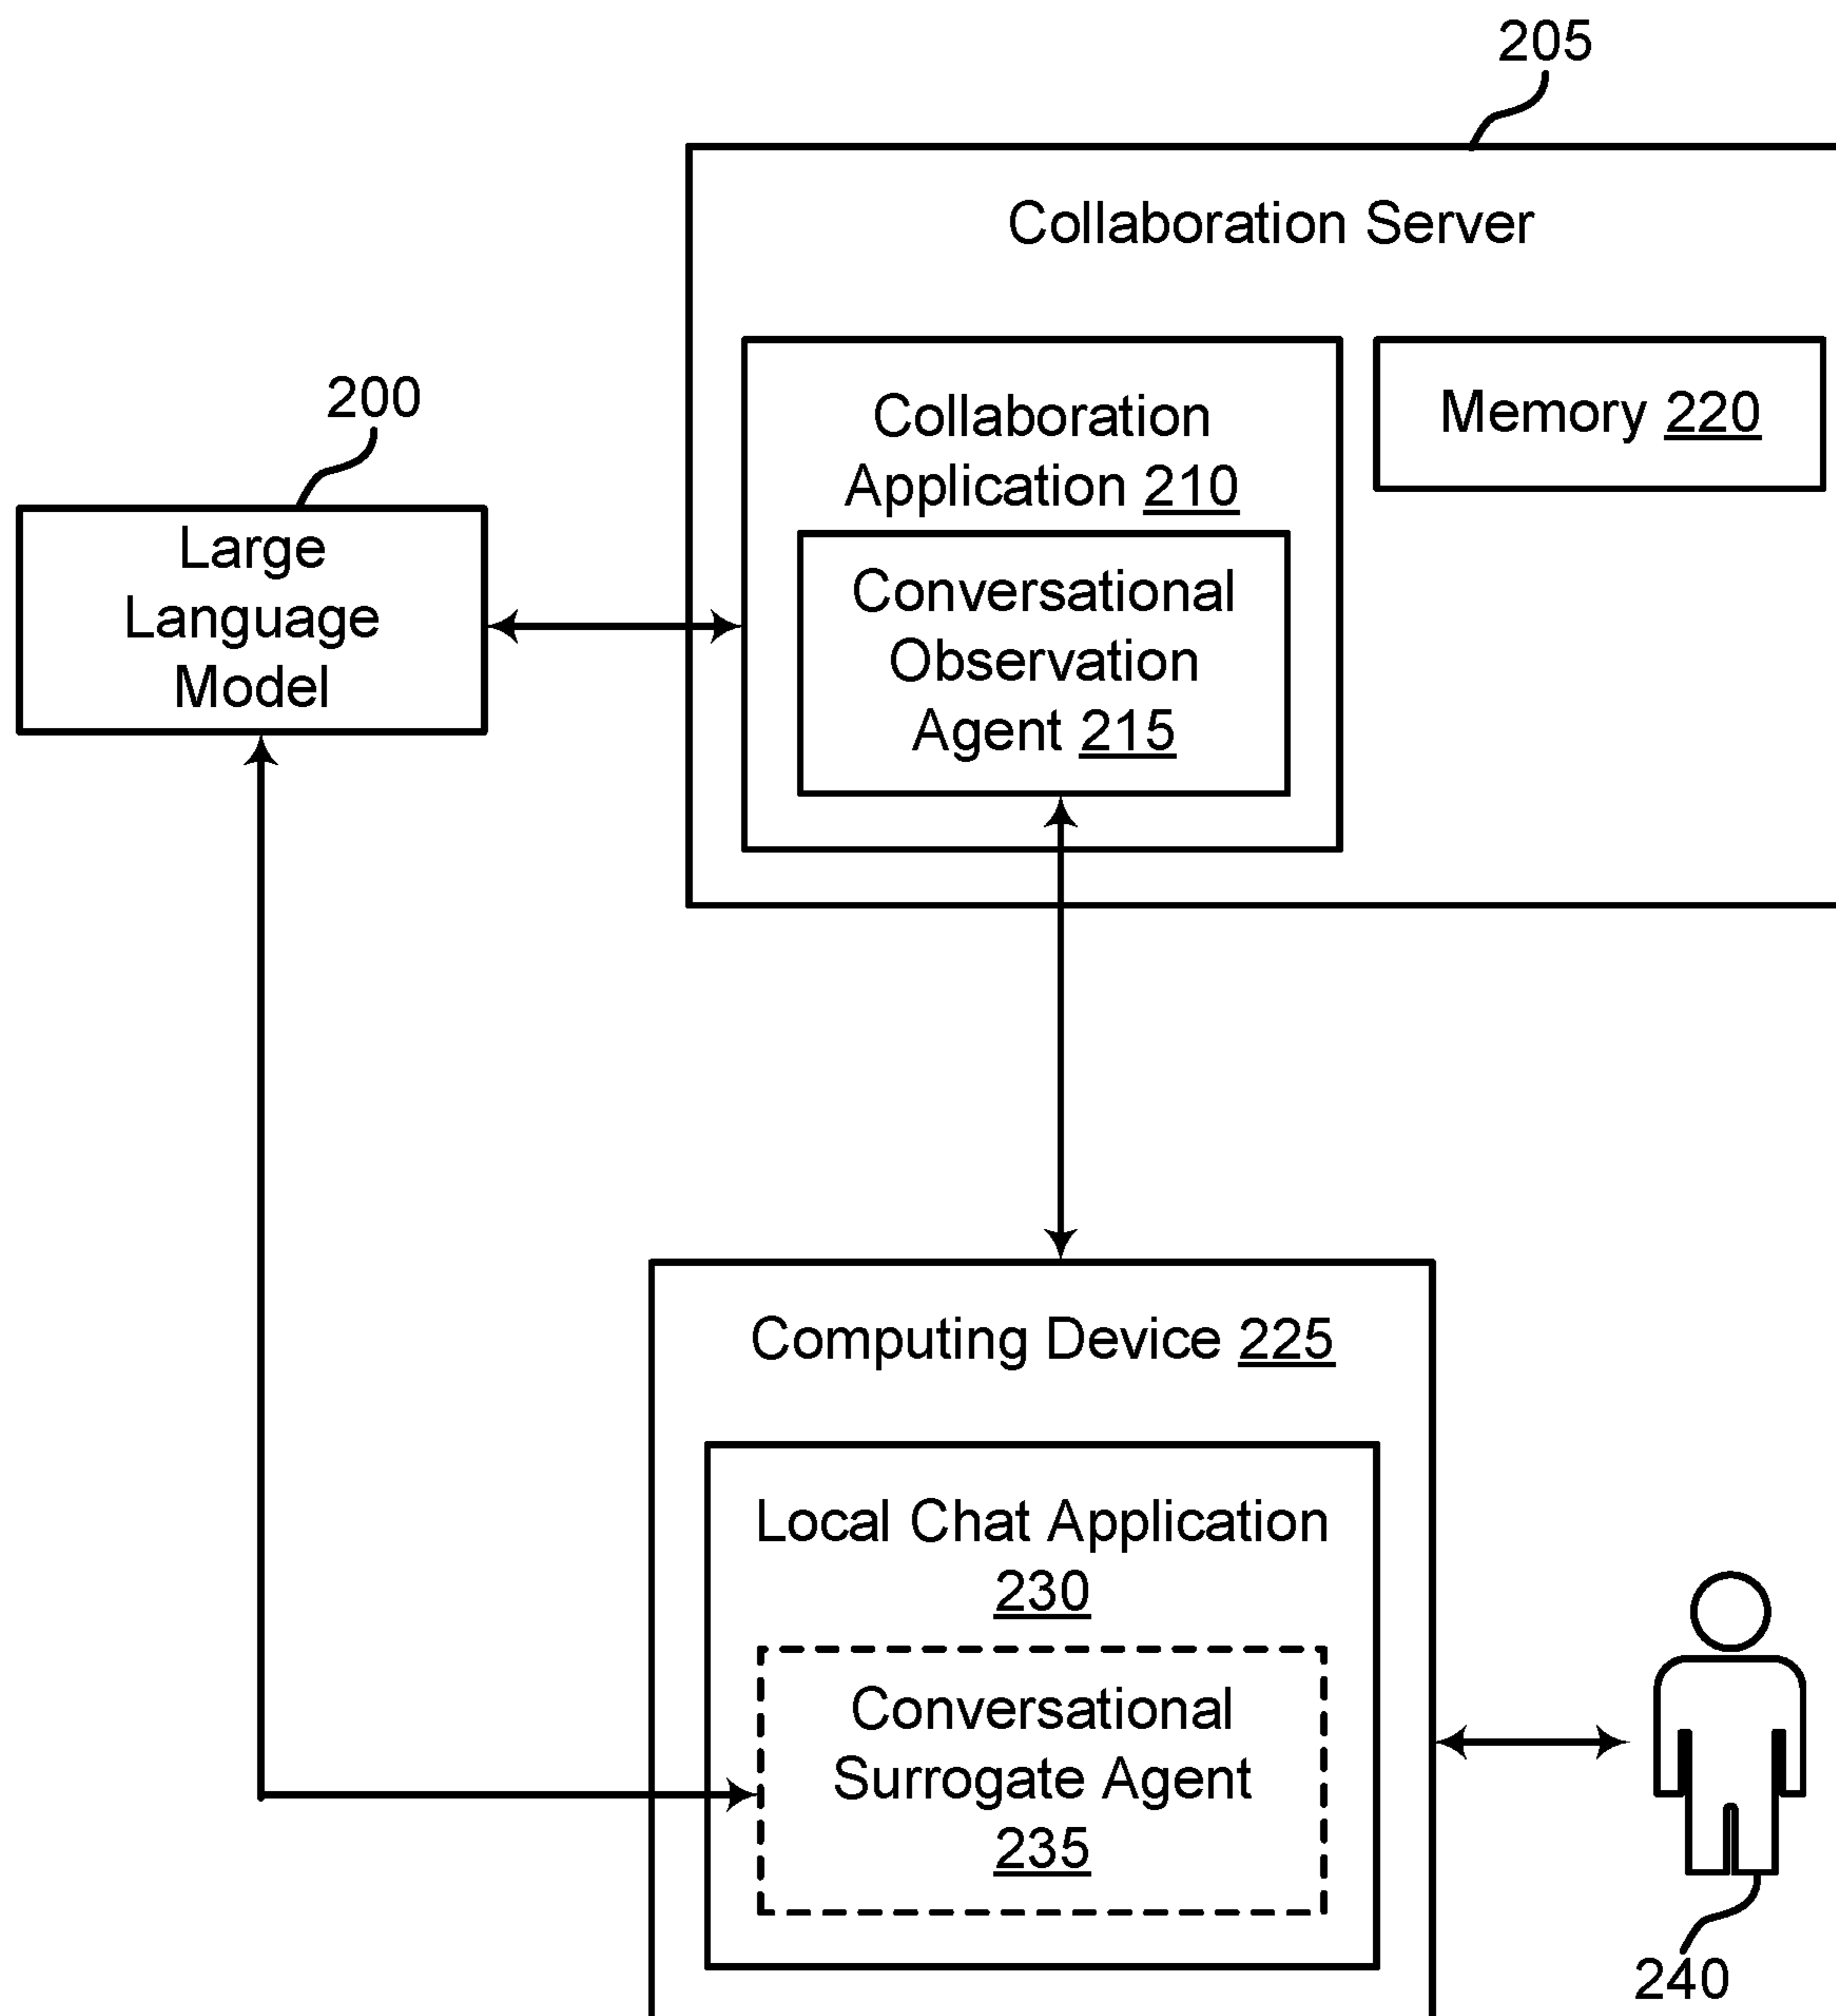 205
Collaboration Server
200
Large
Language
Model
Collaboration
Application 210
Memory 220
Conversational
Observation
Agent 215
Computing Device 225
Local Chat Application
230
Conversational
Surrogate Agent
235
240